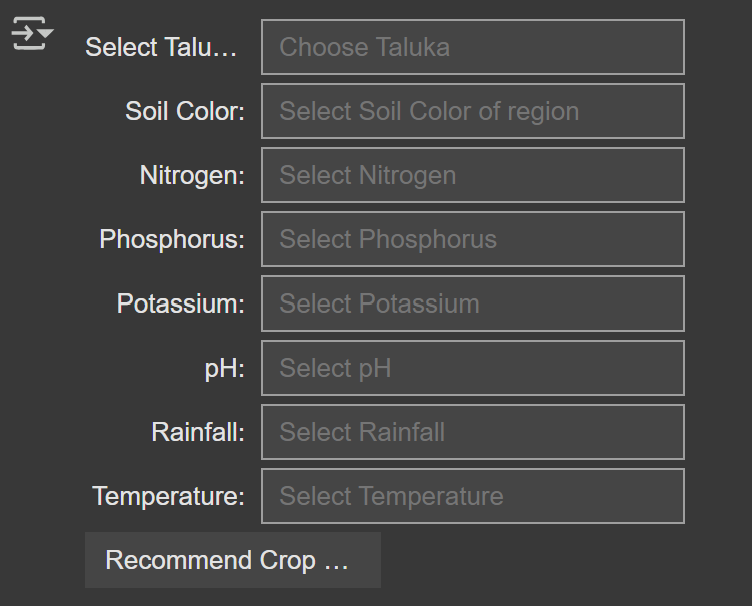 Select Talu… Choose Taluka
Soil Color: Select Soil Color of region
Nitrogen: Select Nitrogen
Phosphorus: Select Phosphorus
Potassium: Select Potassium
pH: Select pH
Rainfall: Select Rainfall
Temperature: Select Temperature
Recommend Crop …